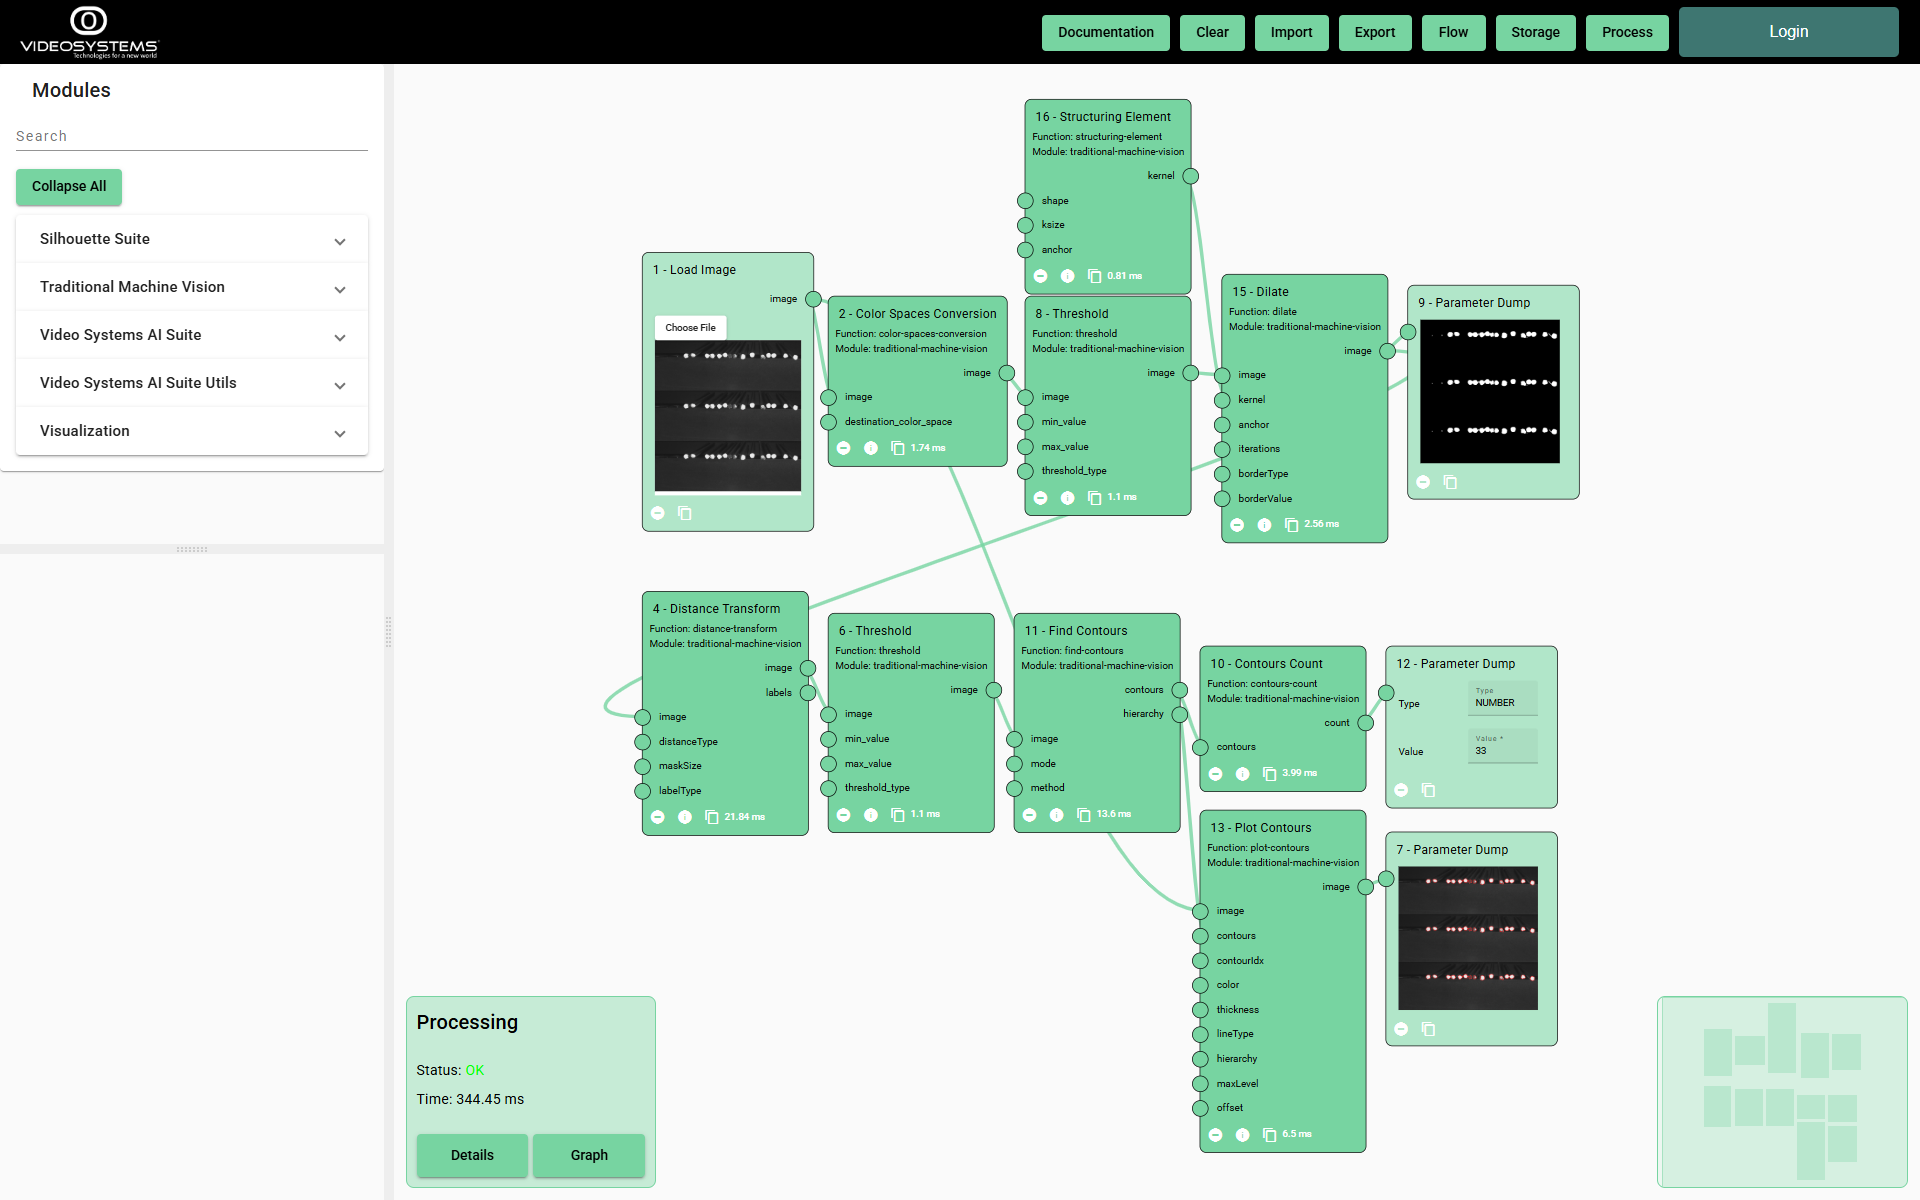 VIDEOSYSTEMS
Technologies for a new world
Documentation
Clear
Import
Export
Flow
Storage
Process
Login
Modules
Search
Collapse All
Silhouette Suite
Traditional Machine Vision
Video Systems AI Suite
Video Systems AI Suite Utils
Visualization
16 - Structuring Element
Function: structuring-element
Module: traditional-machine-vision
kernel
shape
ksize
anchor
0.81 ms
1 - Load Image
image
Choose File
2 - Color Spaces Conversion
Function: color-spaces-conversion
Module: traditional-machine-vision
image
image
destination_color_space
1.74 ms
8 - Threshold
Function: threshold
Module: traditional-machine-vision
image
image
min_value
max_value
threshold_type
1.1 ms
15 - Dilate
Function: dilate
Module: traditional-machine-vision
image
image
kernel
anchor
iterations
borderType
borderValue
2.56 ms
9 - Parameter Dump
4 - Distance Transform
Function: distance-transform
Module: traditional-machine-vision
image
labels
image
distanceType
maskSize
labelType
21.84 ms
6 - Threshold
Function: threshold
Module: traditional-machine-vision
image
image
min_value
max_value
threshold_type
1.1 ms
11 - Find Contours
Function: find-contours
Module: traditional-machine-vision
contours
hierarchy
image
mode
method
13.6 ms
10 - Contours Count
Function: contours-count
Module: traditional-machine-vision
count
contours
3.99 ms
12 - Parameter Dump
Type
Type
NUMBER
Value
Value *
33
13 - Plot Contours
Function: plot-contours
Module: traditional-machine-vision
image
image
contours
contourIdx
color
thickness
lineType
hierarchy
maxLevel
offset
6.5 ms
7 - Parameter Dump
Processing
Status: OK
Time: 344.45 ms
Details
Graph